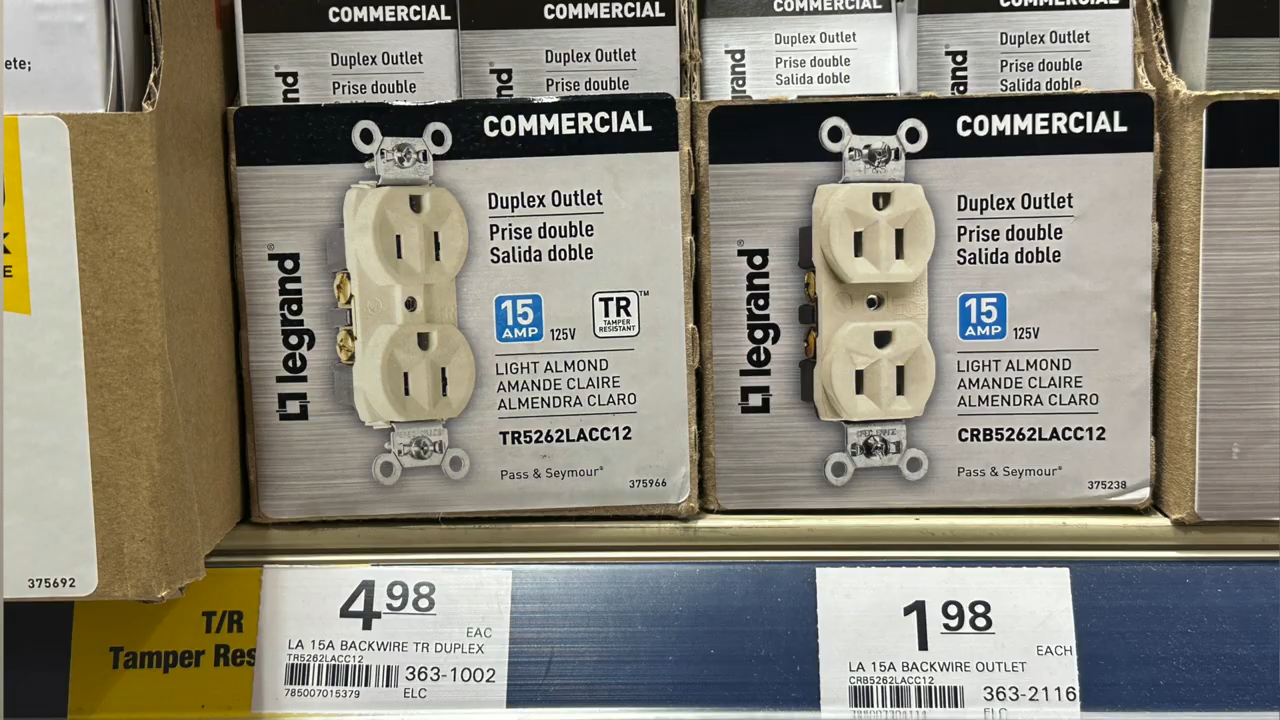 COMMERCIAL
Duplex Outlet
Prise double
COMMERCIAL
Duplex Outlet
Prise double
COMMERCIAL
Duplex Outlet
Prise double
Salida doble
COMMERCIAL
Duplex Outlet
Prise double
Salida doble
ete;
375692
COMMERCIAL
legrand®
Duplex Outlet
Prise double
Salida doble
15
AMP 125V
TR™
TAMPER
RESISTANT
LIGHT ALMOND
AMANDE CLAIRE
ALMENDRA CLARO
TR5262LACC12
Pass & Seymour®
375966
COMMERCIAL
legrand®
Duplex Outlet
Prise double
Salida doble
15
AMP 125V
LIGHT ALMOND
AMANDE CLAIRE
ALMENDRA CLARO
CRB5262LACC12
Pass & Seymour®
375238
T/R
Tamper Res
4 98
EAC
LA 15A BACKWIRE TR DUPLEX
TR5262LACC12
363-1002
785007015379 ELC
1 98
EACH
LA 15A BACKWIRE OUTLET
CRB5262LACC12
363-2116
ELC